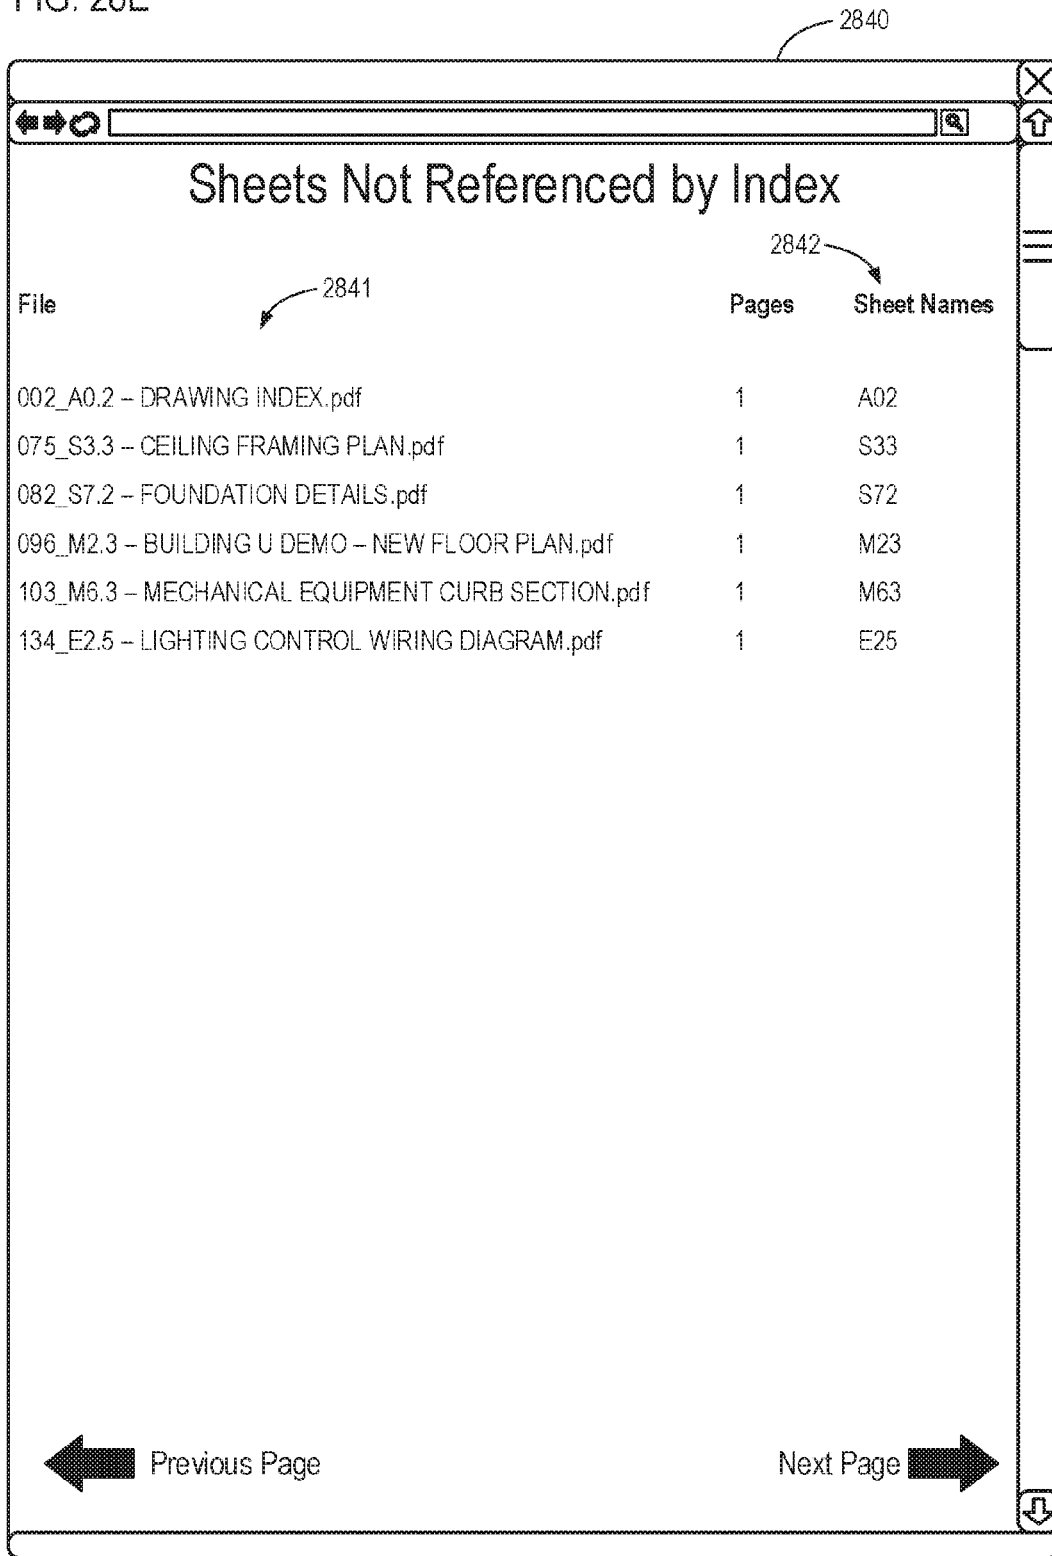 FIG. 28E
2840
Sheets Not Referenced by Index
2842
2841
File Pages Sheet Names
002_A0.2 – DRAWING INDEX.pdf 1 A02
075_S3.3 – CEILING FRAMING PLAN.pdf 1 S33
082_S7.2 – FOUNDATION DETAILS.pdf 1 S72
096_M2.3 – BUILDING U DEMO – NEW FLOOR PLAN.pdf 1 M23
103_M6.3 – MECHANICAL EQUIPMENT CURB SECTION.pdf 1 M63
134_E2.5 – LIGHTING CONTROL WIRING DIAGRAM.pdf 1 E25
Previous Page Next Page